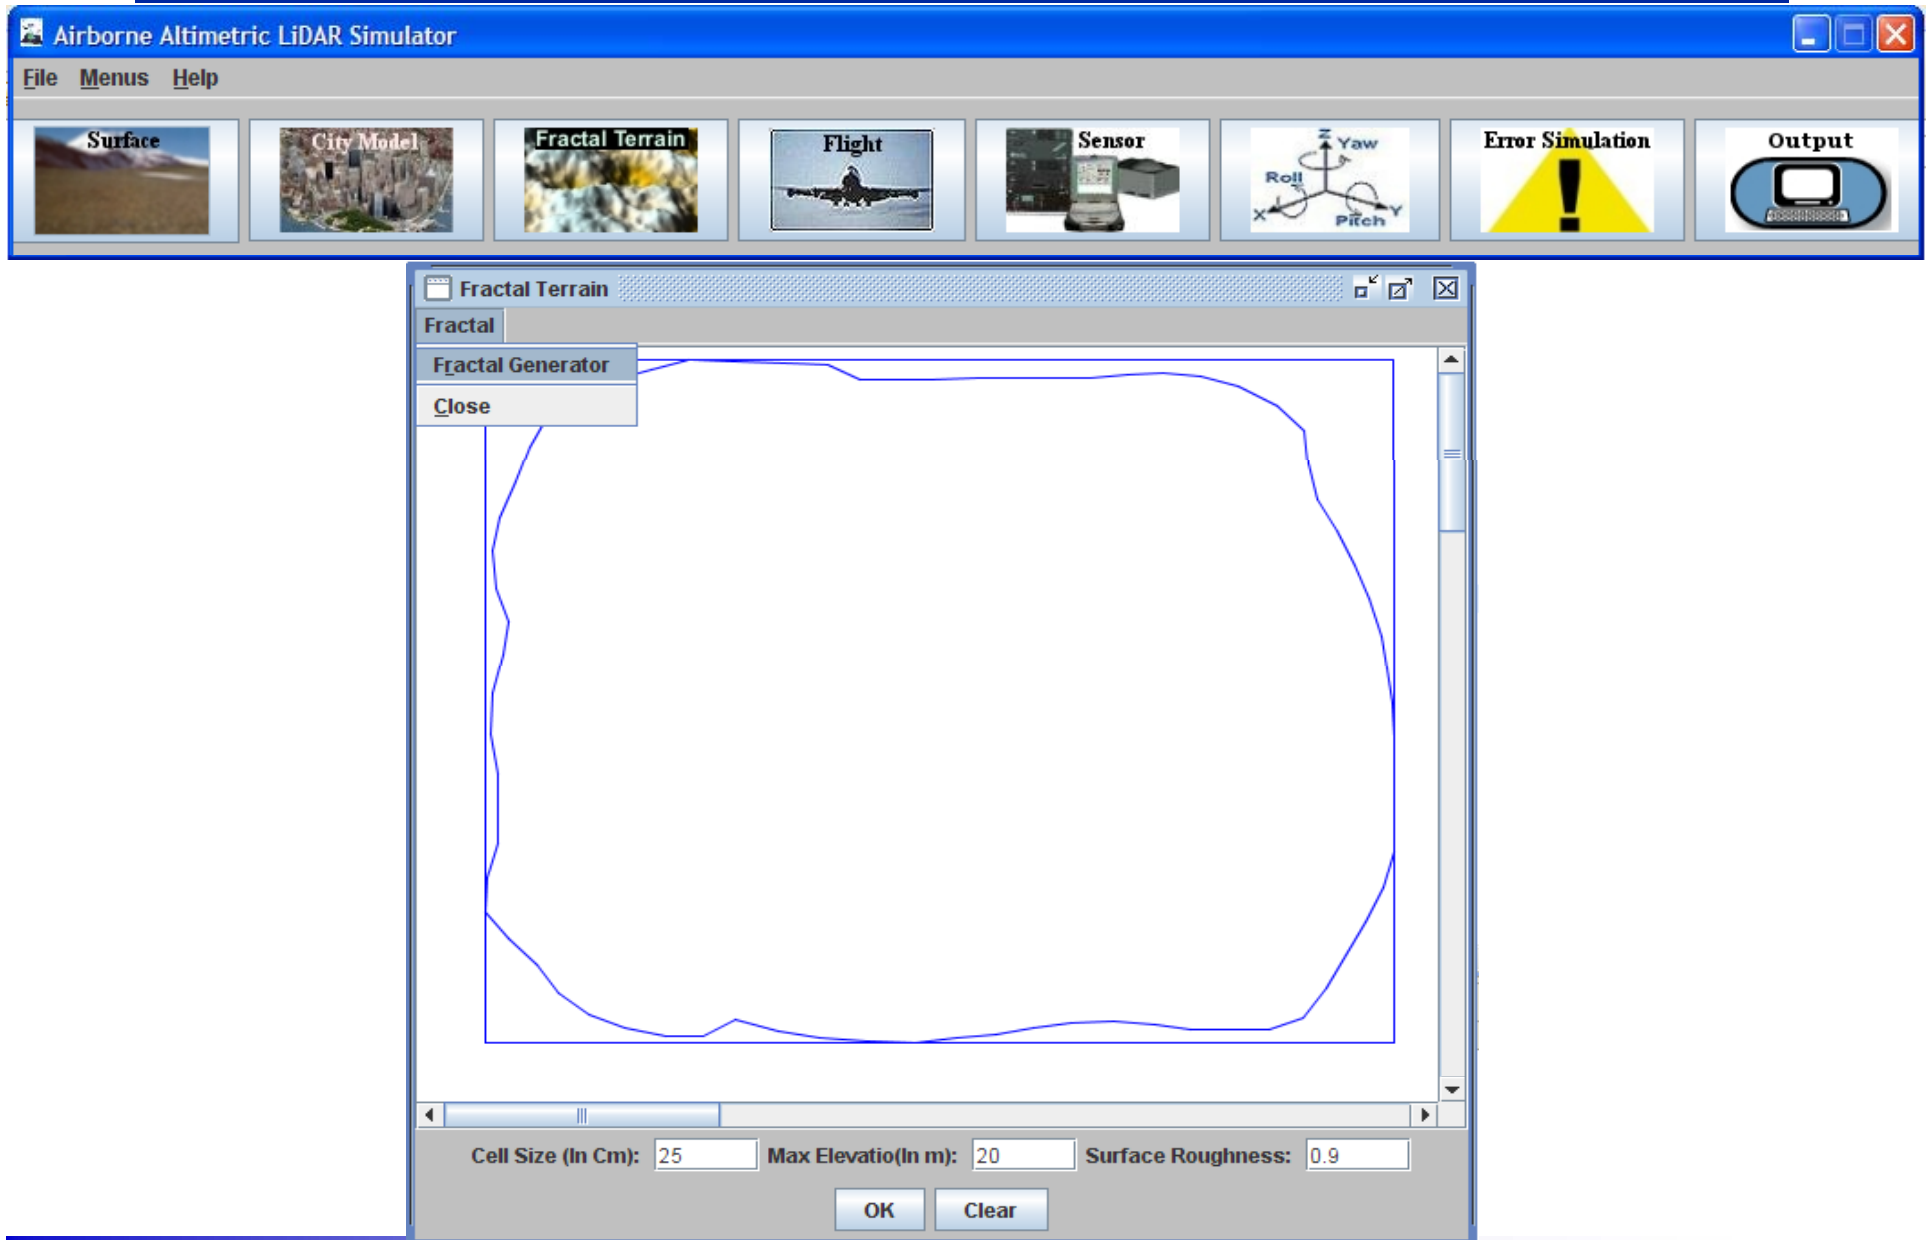 Airborne Altimetric LiDAR Simulator
File Menus Help
Surface City Model Fractal Terrain Flight Sensor Z Yaw Roll X Y Pitch Error Simulation Output
Fractal Terrain
Fractal
Fractal Generator
Close
Cell Size (In Cm): 25 Max Elevatio(In m): 20 Surface Roughness: 0.9
OK Clear